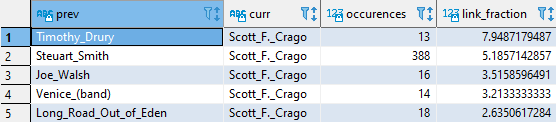 prev curr 123 occurences 123 link_fraction
1 Timothy_Drury Scott_F._Crago 13 7.9487179487
2 Steuart_Smith Scott_F._Crago 388 5.1857142857
3 Joe_Walsh Scott_F._Crago 16 3.5158596491
4 Venice_(band) Scott_F._Crago 14 3.2133333333
5 Long_Road_Out_of_Eden Scott_F._Crago 18 2.6350617284